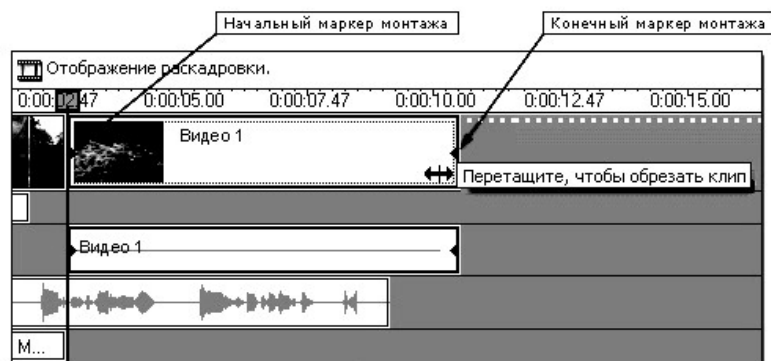 Начальный маркер монтажа
Конечный маркер монтажа
Отображение раскадровки.
0:00:02.47 0:00:05.00 0:00:07.47 0:00:10.00 0:00:12.47 0:00:15.00
Видео 1
Перетащите, чтобы обрезать клип
Видео 1
М...